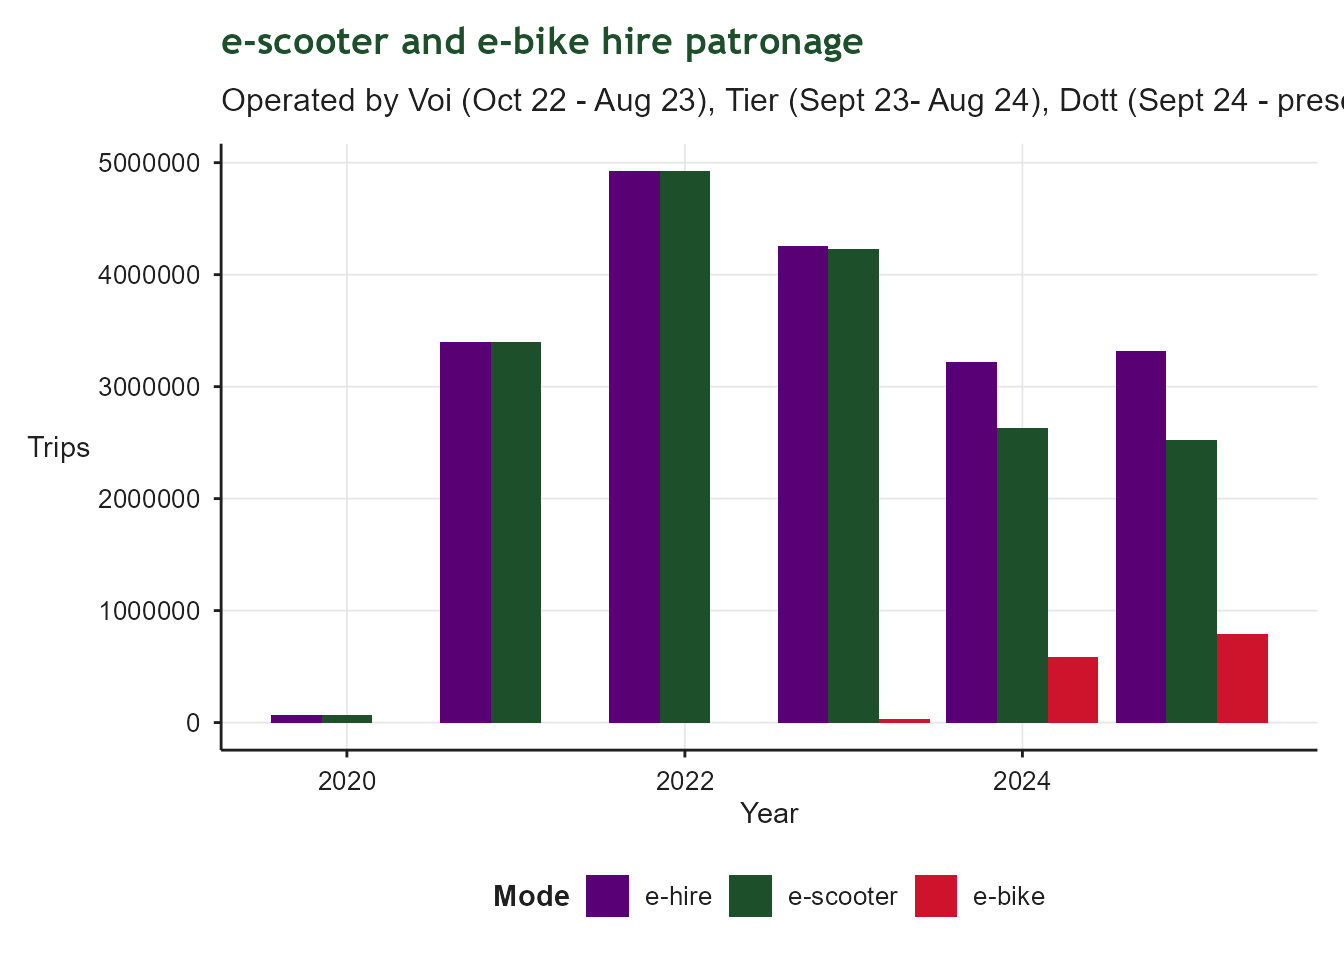 e-scooter and e-bike hire patronage
Operated by Voi (Oct 22 - Aug 23), Tier (Sept 23- Aug 24), Dott (Sept 24 -
5000000
4000000
3000000
Trips
2000000
1000000
0
2020 2022 2024
Year
Mode e-hire e-scooter e-bike